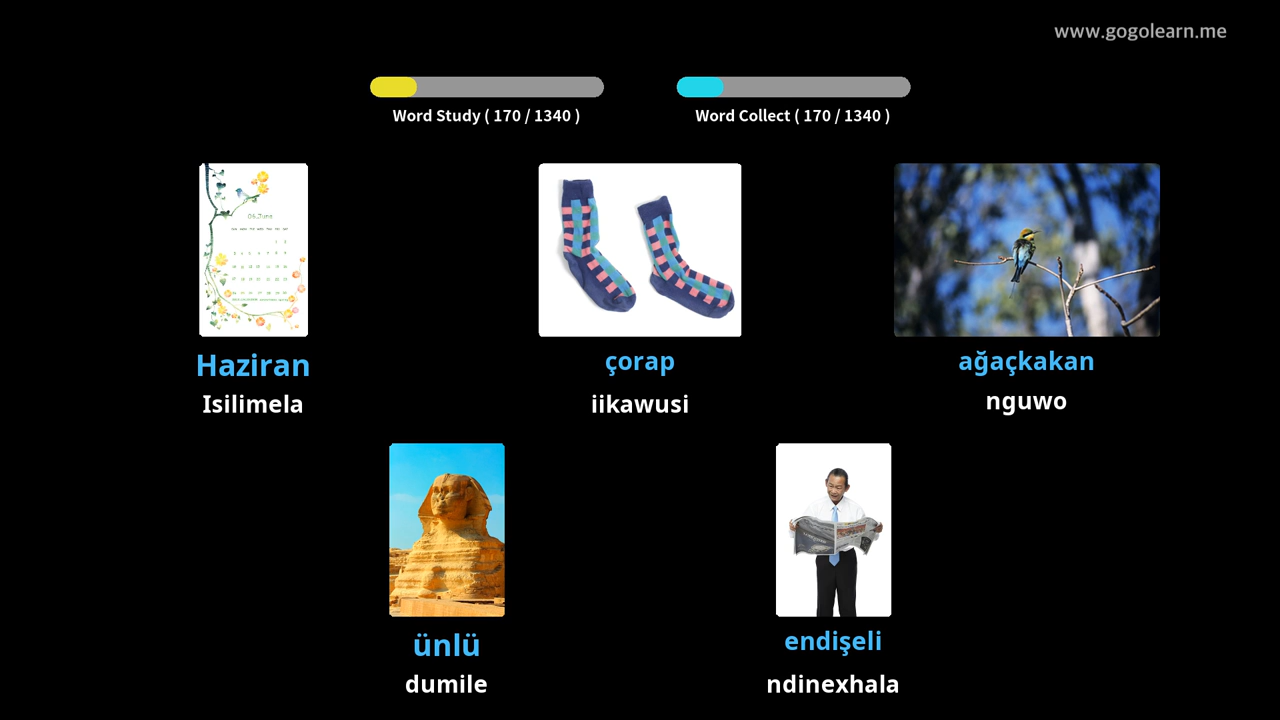 www.gogolearn.me
Word Study ( 170 / 1340 )
Word Collect ( 170 / 1340 )
Haziran
Isilimela
çorap
iikawusi
ağaçkakan
nguwo
ünlü
dumile
endişeli
ndinexhala